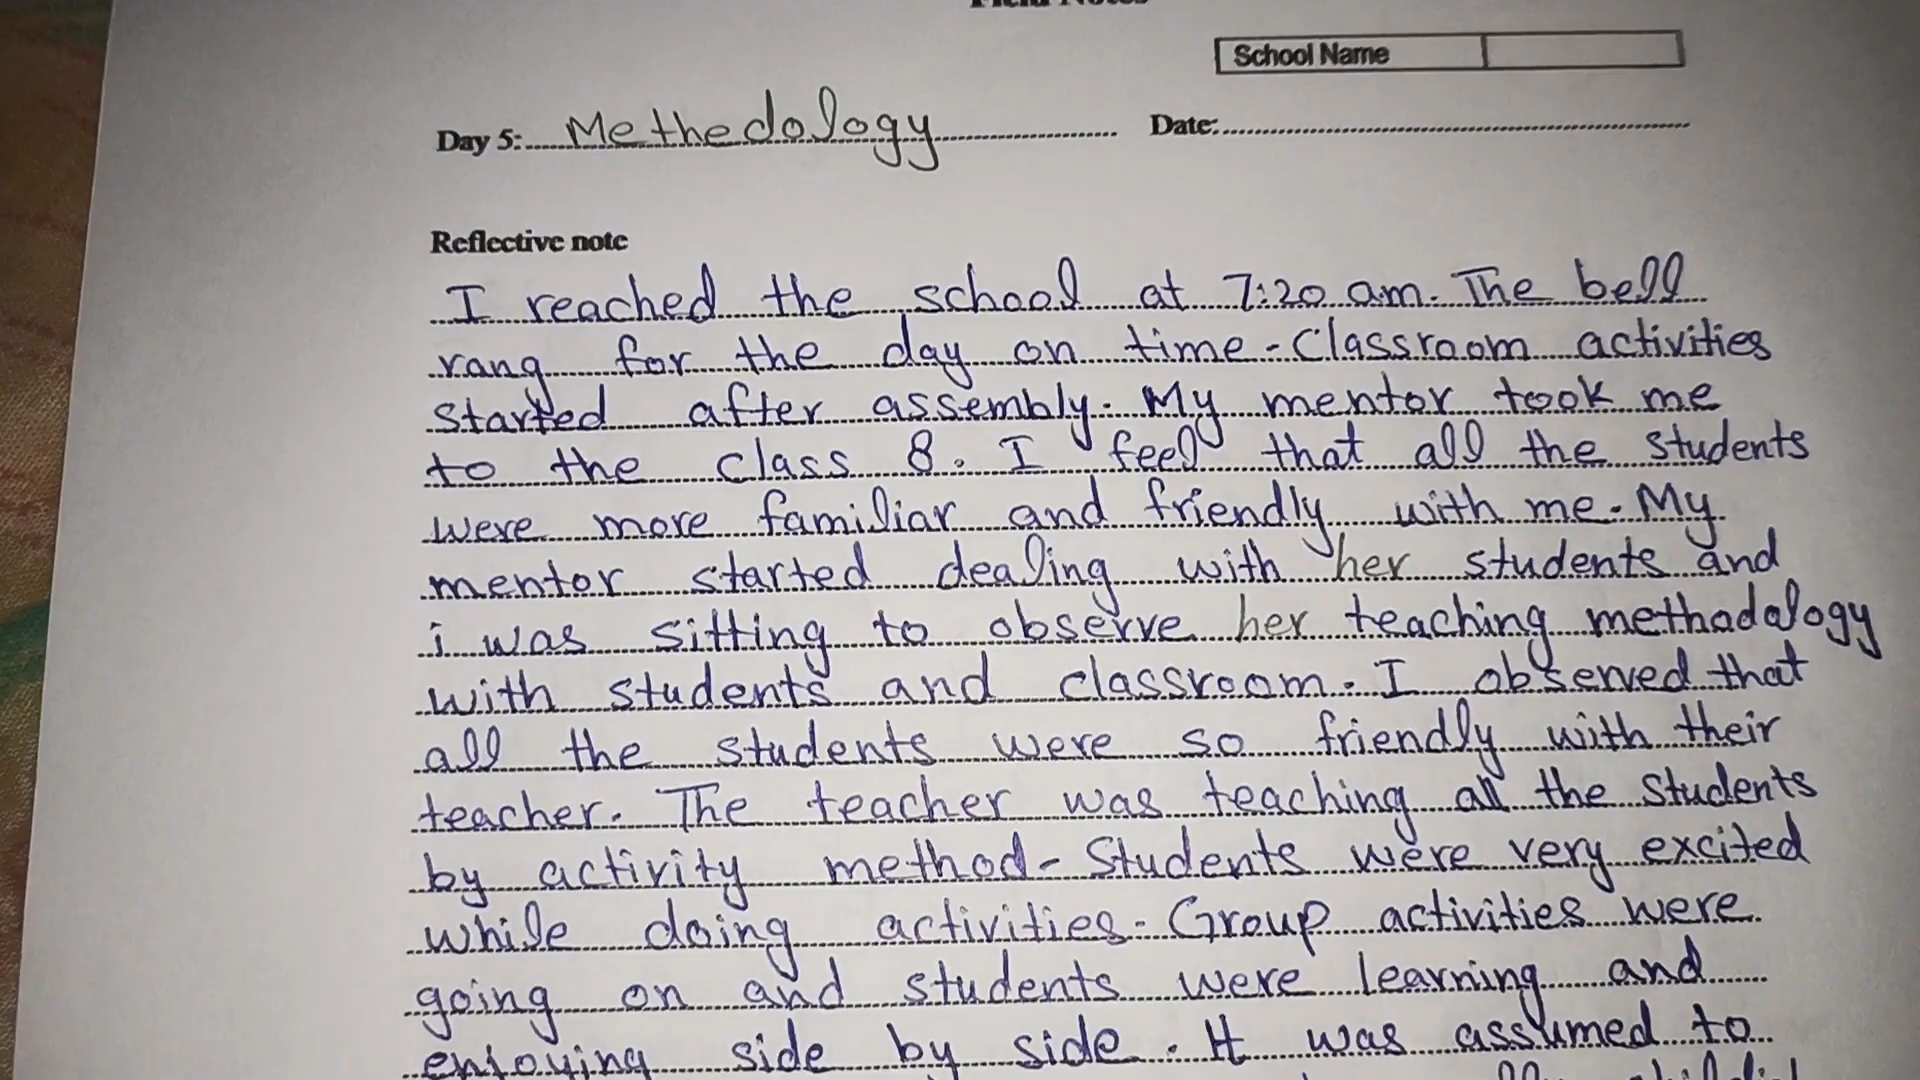 Field Notes
School Name
Day 5: Methedology Date:
Reflective note
I reached the school at 7:20 am. The bell
rang for the day on time - Classroom activities
started after assembly. My mentor took me
to the class 8. I feel that all the students
were more familiar and friendly with me. My
mentor started dealing with her students and
i was sitting to observe her teaching methodology
with students and classroom. I observed that
all the students were so friendly with their
teacher. The teacher was teaching all the students
by activity method - Students were very excited
while doing activities - Group activities were
going on and students were learning and
enjoying side by side. It was assumed to